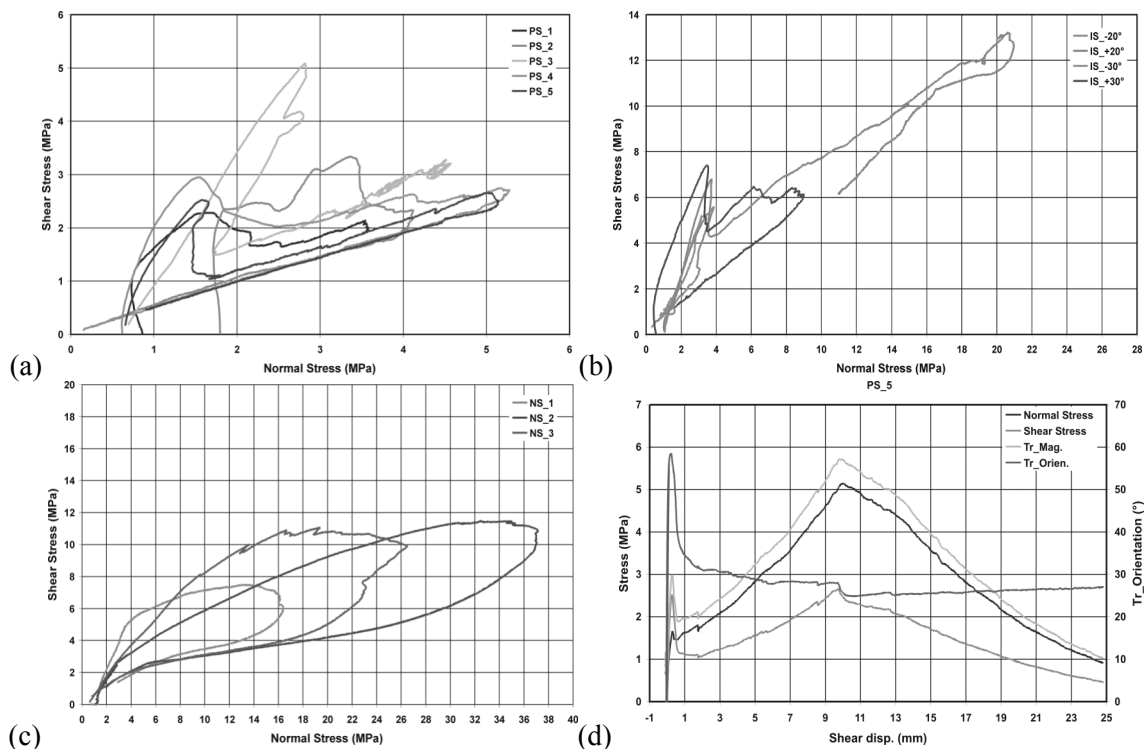 PS_1
PS_2
PS_3
PS_4
PS_5
Shear Stress (MPa)
6
5
4
3
2
1
0
0 1 2 3 4 5 6
Normal Stress (MPa)
(a)
IS_-20°
IS_+20°
IS_-30°
IS_+30°
Shear Stress (MPa)
14
12
10
8
6
4
2
0
0 2 4 6 8 10 12 14 16 18 20 22 24 26 28
Normal Stress (MPa)
(b)
NS_1
NS_2
NS_3
Shear Stress (MPa)
20
18
16
14
12
10
8
6
4
2
0
0 2 4 6 8 10 12 14 16 18 20 22 24 26 28 30 32 34 36 38 40
Normal Stress (MPa)
(c)
PS_5
Normal Stress
Shear Stress
Tr_Mag.
Tr_Orien.
Stress (MPa)
7
6
5
4
3
2
1
0
70
60
50
40
30
20
10
0
Tr_Orientation (°)
-1 1 3 5 7 9 11 13 15 17 19 21 23 25
Shear disp. (mm)
(d)